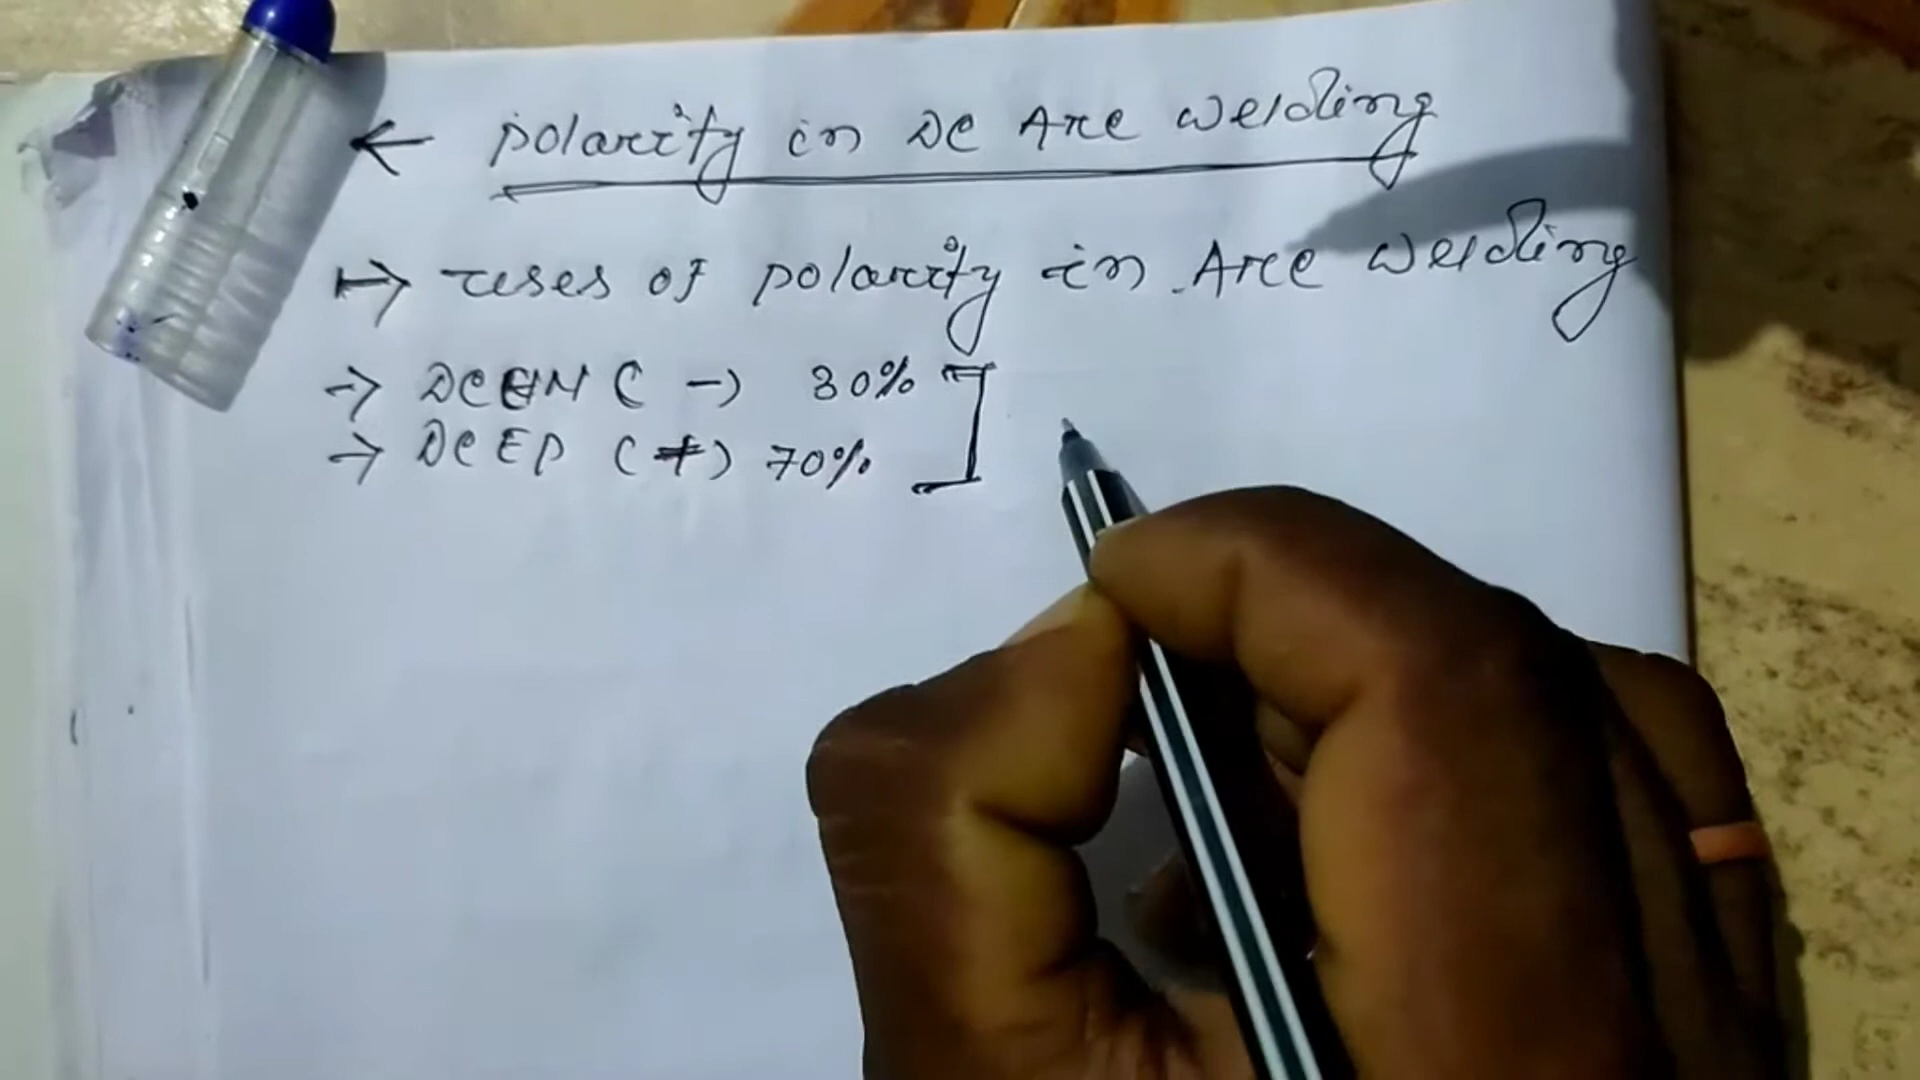 ← polarity in DC Arc welding
→ uses of polarity in Arc welding
→ DCEN (-) 30%
→ DCEP (+) 70%